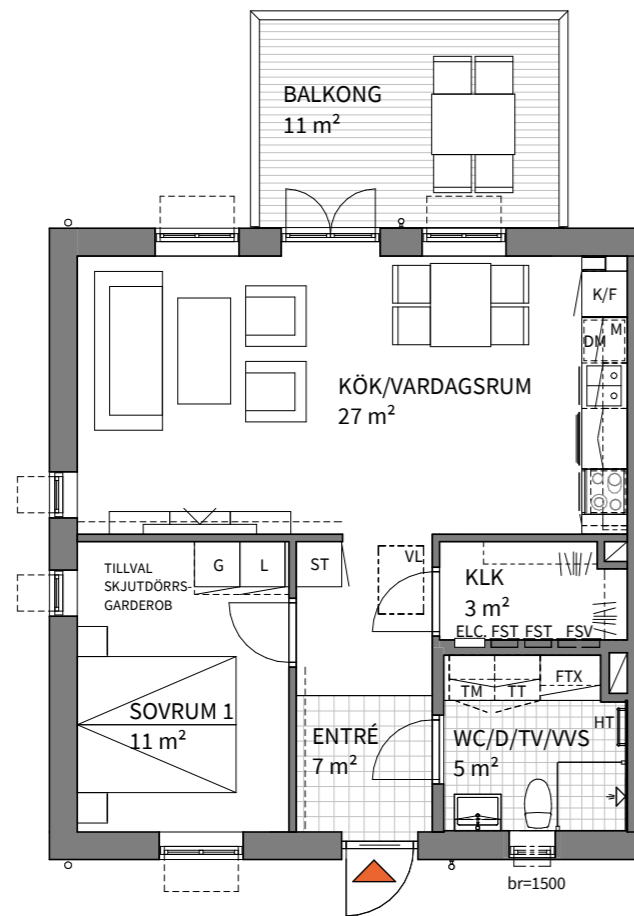 BALKONG
11 m²
K/F
M
DM
KÖK/VARDAGSRUM
27 m²
TILLVAL
SKJUTDÖRRS-
GARDEROB
G
L
ST
VL
KLK
3 m²
ELC.
FST
FST
FSV
TM
TT
FTX
HT
SOVRUM 1
11 m²
ENTRÉ
7 m²
WC/D/TV/VVS
5 m²
br=1500